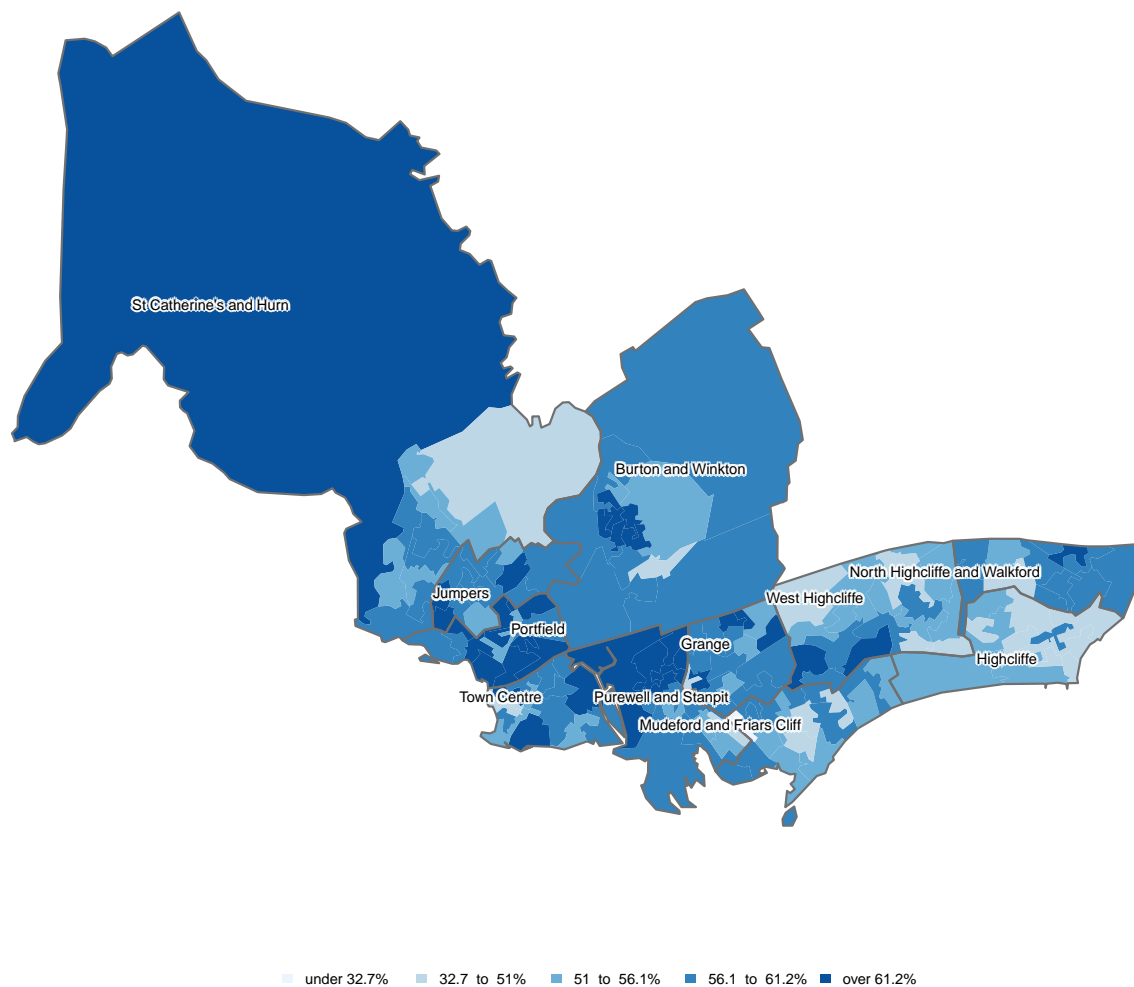 St Catherine's and Hurn
Burton and Winkton
North Highcliffe and Walkford
Jumpers
West Highcliffe
Portfield
Grange
Highcliffe
Town Centre
Purewell and Stanpit
Mudeford and Friars Cliff
under 32.7% 32.7 to 51% 51 to 56.1% 56.1 to 61.2% over 61.2%